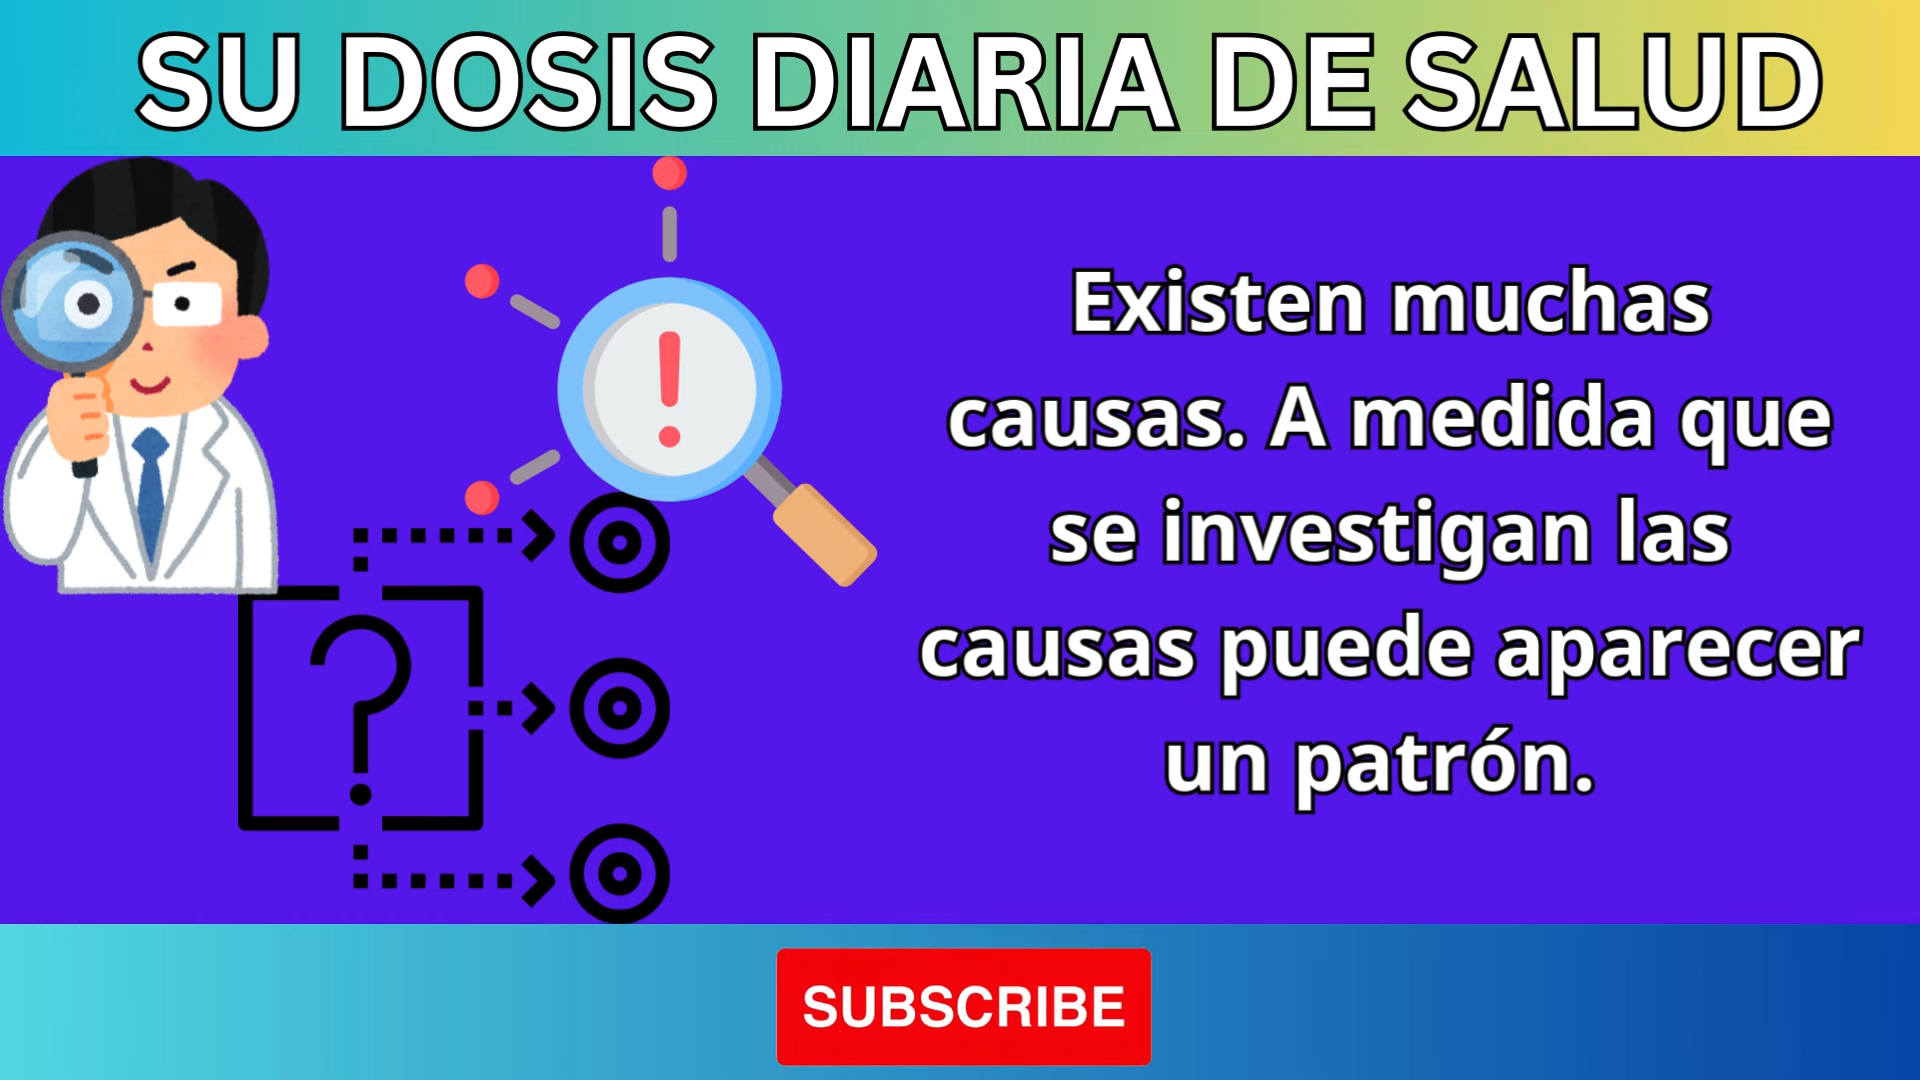 SU DOSIS DIARIA DE SALUD
Existen muchas
causas. A medida que
se investigan las
causas puede aparecer
un patrón.
SUBSCRIBE